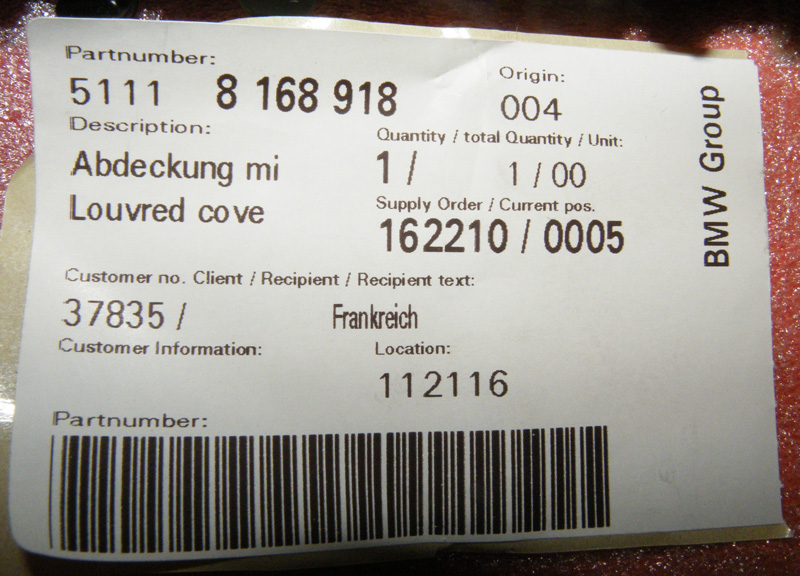 Partnumber:
5111 8 168 918
Origin:
004
Description:
Abdeckung mi
Louvred cove
Quantity / total Quantity / Unit:
1 / 1 / 00
Supply Order / Current pos.
162210 / 0005
Customer no. Client / Recipient / Recipient text:
37835 / Frankreich
Customer Information:
Location:
112116
Partnumber:
BMW Group